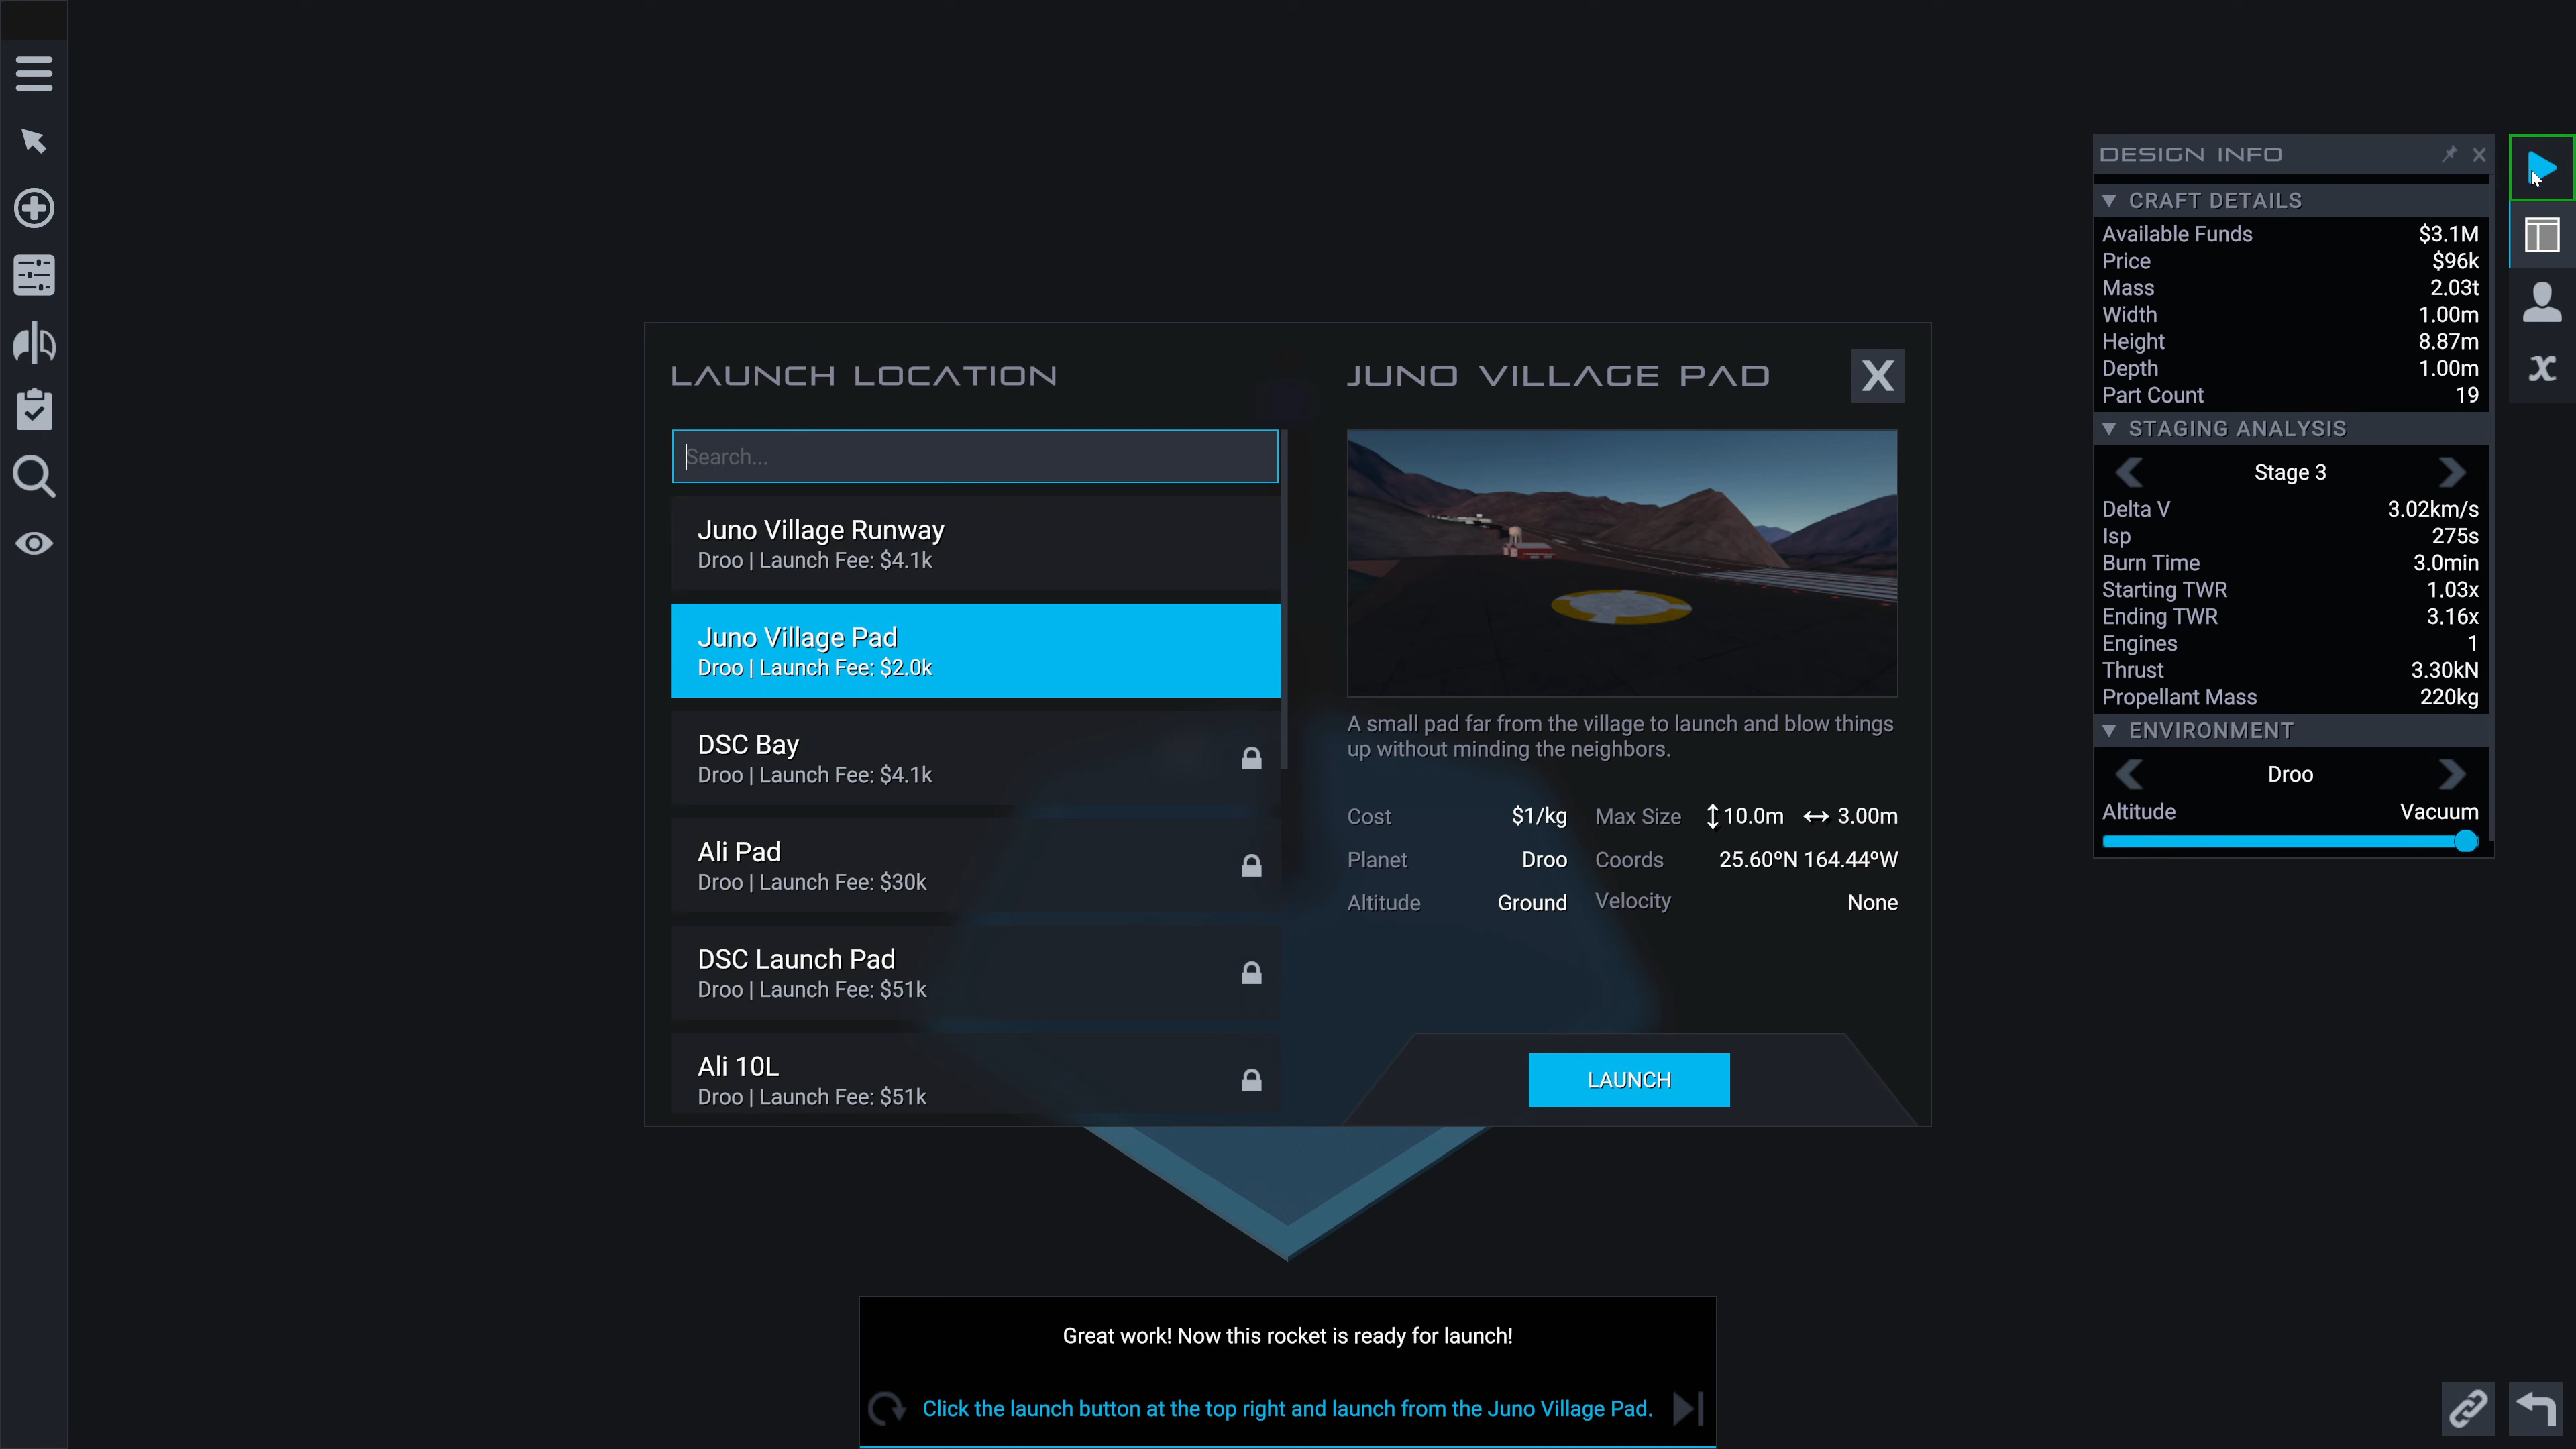 LAUNCH LOCATION
Search...
Juno Village Runway
Droo | Launch Fee: $4.1k
Juno Village Pad
Droo | Launch Fee: $2.0k
DSC Bay
Droo | Launch Fee: $4.1k
Ali Pad
Droo | Launch Fee: $30k
DSC Launch Pad
Droo | Launch Fee: $51k
Ali 10L
Droo | Launch Fee: $51k
JUNO VILLAGE PAD
X
A small pad far from the village to launch and blow things
up without minding the neighbors.
Cost $1/kg Max Size 10.0m 3.00m
Planet Droo Coords 25.60ºN 164.44ºW
Altitude Ground Velocity None
LAUNCH
DESIGN INFO
CRAFT DETAILS
Available Funds $3.1M
Price $96k
Mass 2.03t
Width 1.00m
Height 8.87m
Depth 1.00m
Part Count 19
STAGING ANALYSIS
Stage 3
Delta V 3.02km/s
Isp 275s
Burn Time 3.0min
Starting TWR 1.03x
Ending TWR 3.16x
Engines 1
Thrust 3.30kN
Propellant Mass 220kg
ENVIRONMENT
Droo
Altitude Vacuum
x
Great work! Now this rocket is ready for launch!
Click the launch button at the top right and launch from the Juno Village Pad.